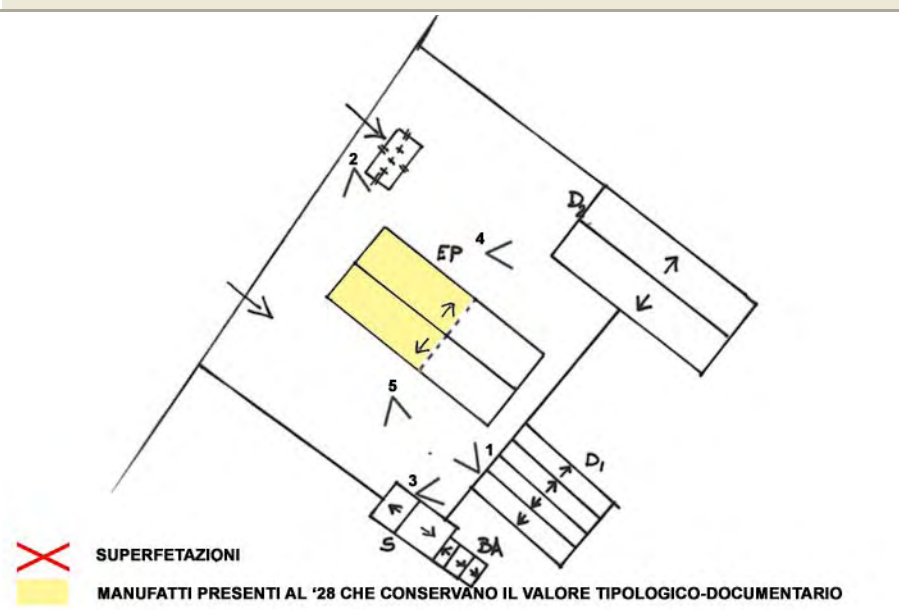 D2
2
EP
4
5
1
D1
3
S
BA
SUPERFETAZIONI
MANUFATTI PRESENTI AL ‘28 CHE CONSERVANO IL VALORE TIPOLOGICO-DOCUMENTARIO